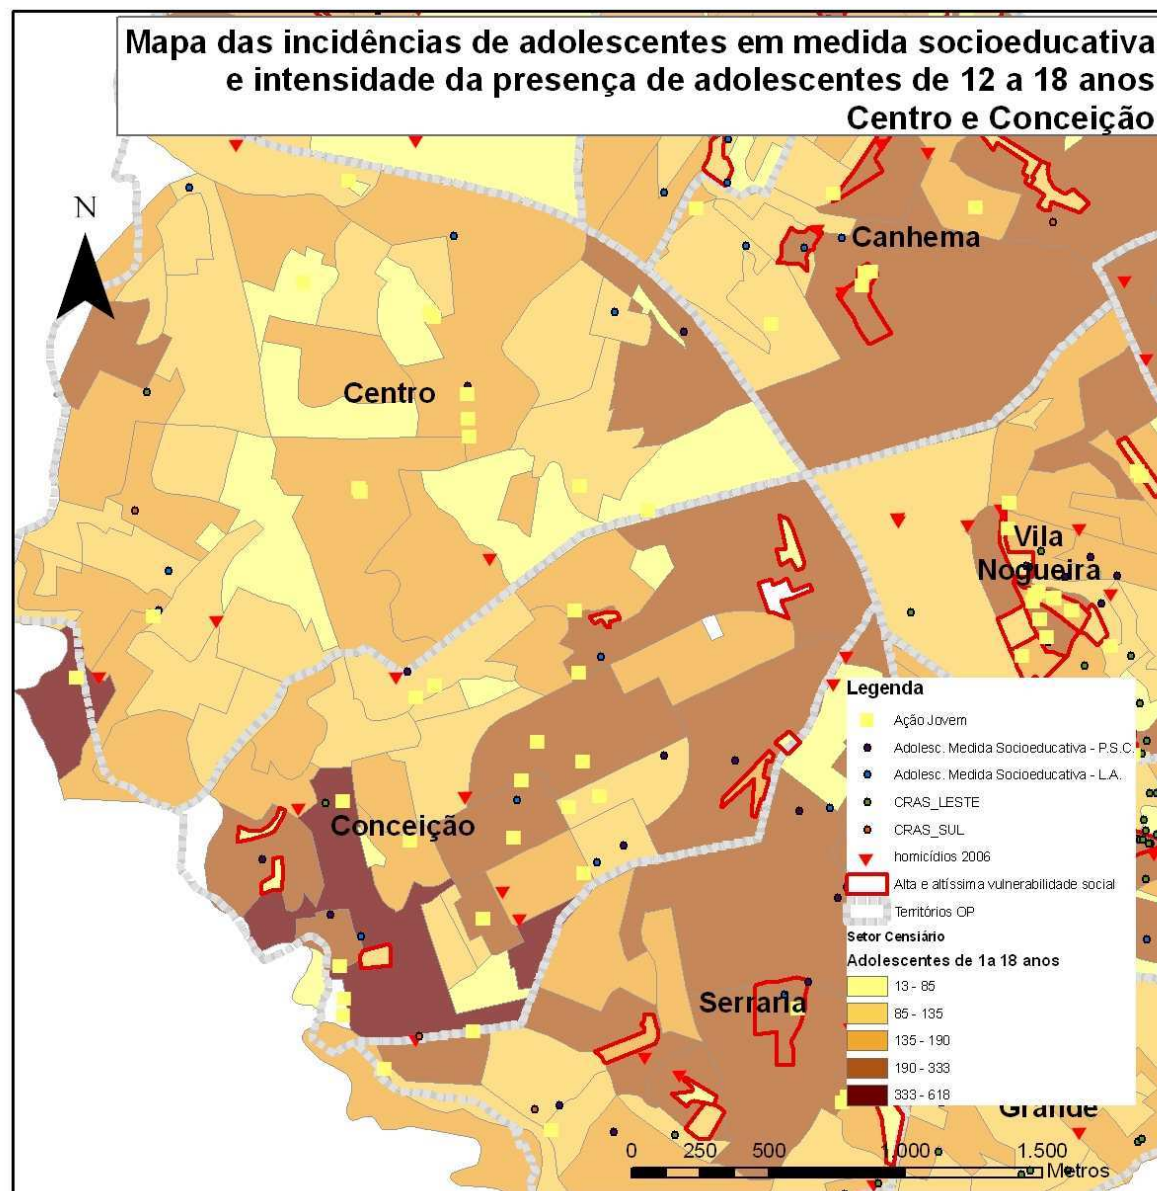 Mapa das incidências de adolescentes em medida socioeducativa
e intensidade da presença de adolescentes de 12 a 18 anos
Centro e Conceição
N
Canhema
Centro
Vila
Nogueira
Conceição
Serraria
Grande
Legenda
Ação Jovem
Adolesc. Medida Socioeducativa - P.S.C.
Adolesc. Medida Socioeducativa - L.A.
CRAS_LESTE
CRAS_SUL
homicídios 2006
Alta e altíssima vulnerabilidade social
Territórios OP
Setor Censiário
Adolescentes de 1a 18 anos
13 - 85
85 - 135
135 - 190
190 - 333
333 - 618
0 250 500 1.000 1.500
Metros